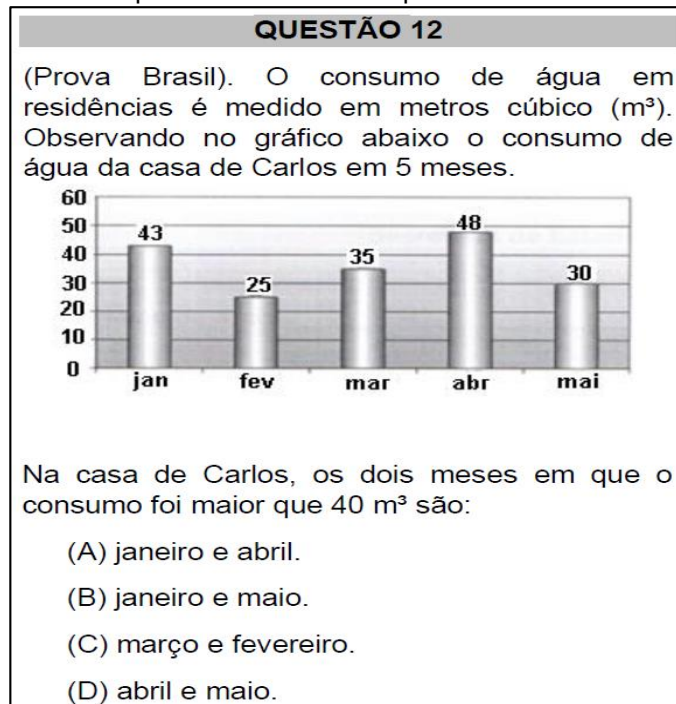 QUESTÃO 12
(Prova Brasil). O consumo de água em
residências é medido em metros cúbico (m³).
Observando no gráfico abaixo o consumo de
água da casa de Carlos em 5 meses.
60
50
40
30
20
10
0
43
25
35
48
30
jan fev mar abr mai
Na casa de Carlos, os dois meses em que o
consumo foi maior que 40 m³ são:
(A) janeiro e abril.
(B) janeiro e maio.
(C) março e fevereiro.
(D) abril e maio.